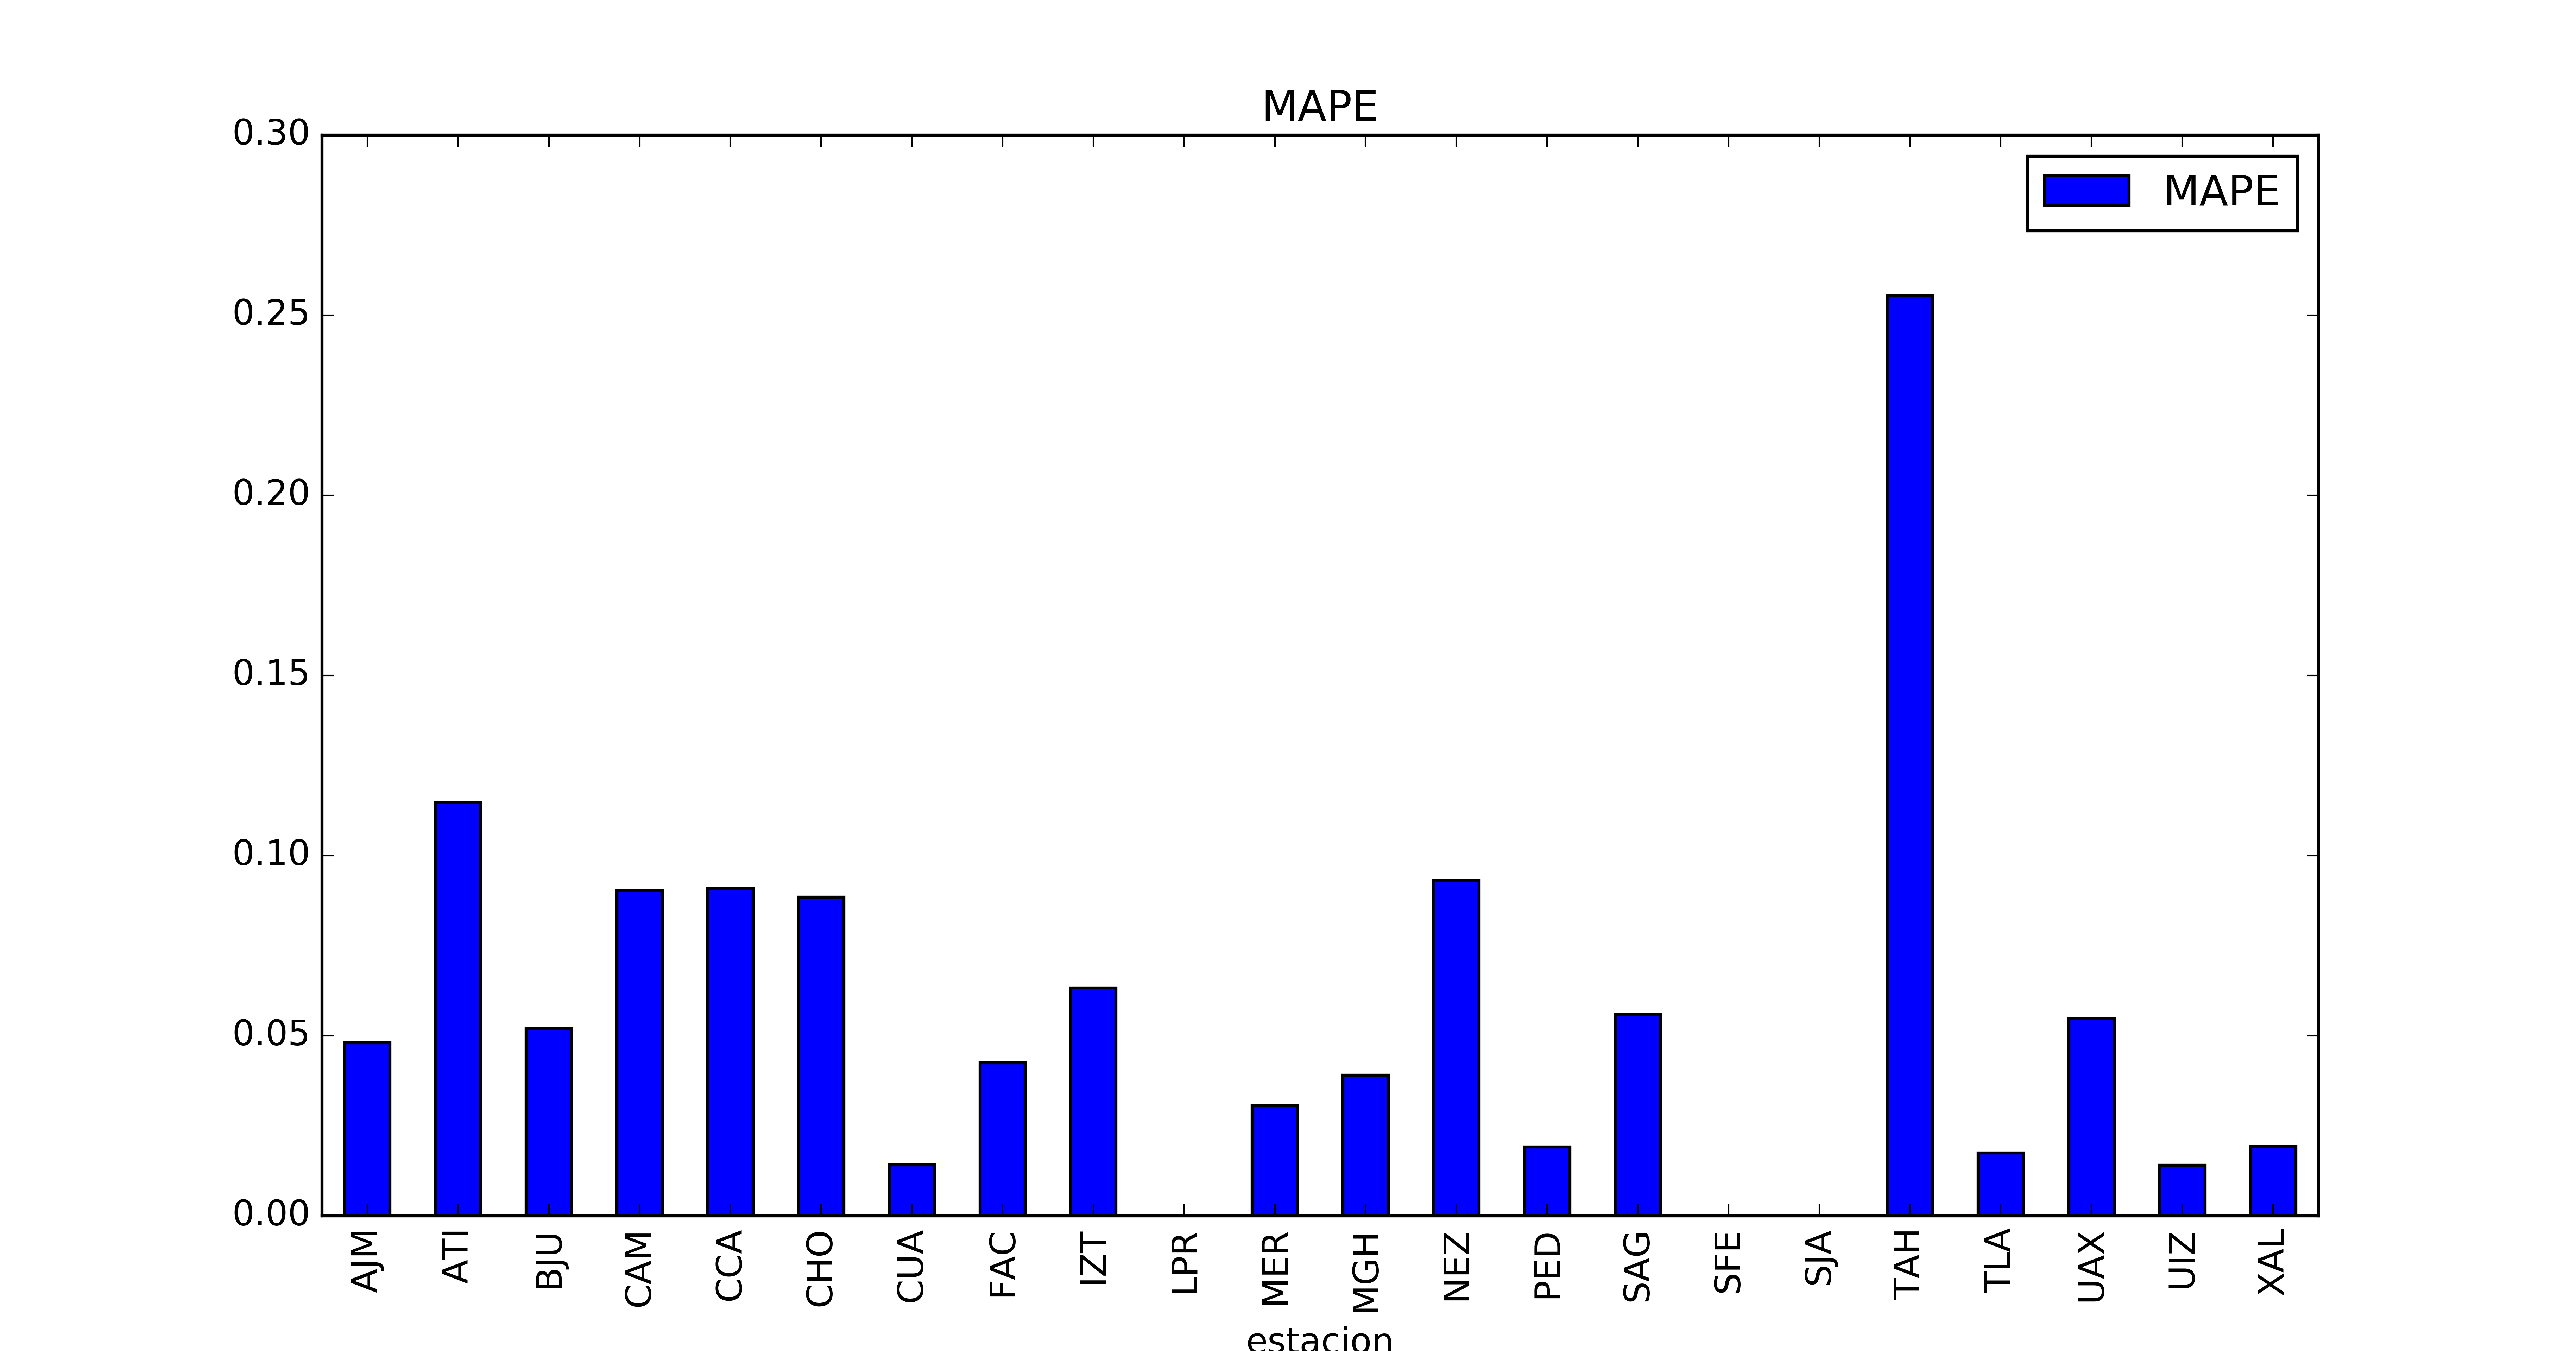 MAPE
0.30
MAPE
0.25
0.20
0.15
0.10
0.05
0.00
AJM
ATI
BJU
CAM
CCA
CHO
CUA
FAC
IZT
LPR
MER
MGH
NEZ
PED
SAG
SFE
SJA
TAH
TLA
UAX
UIZ
XAL
estacion